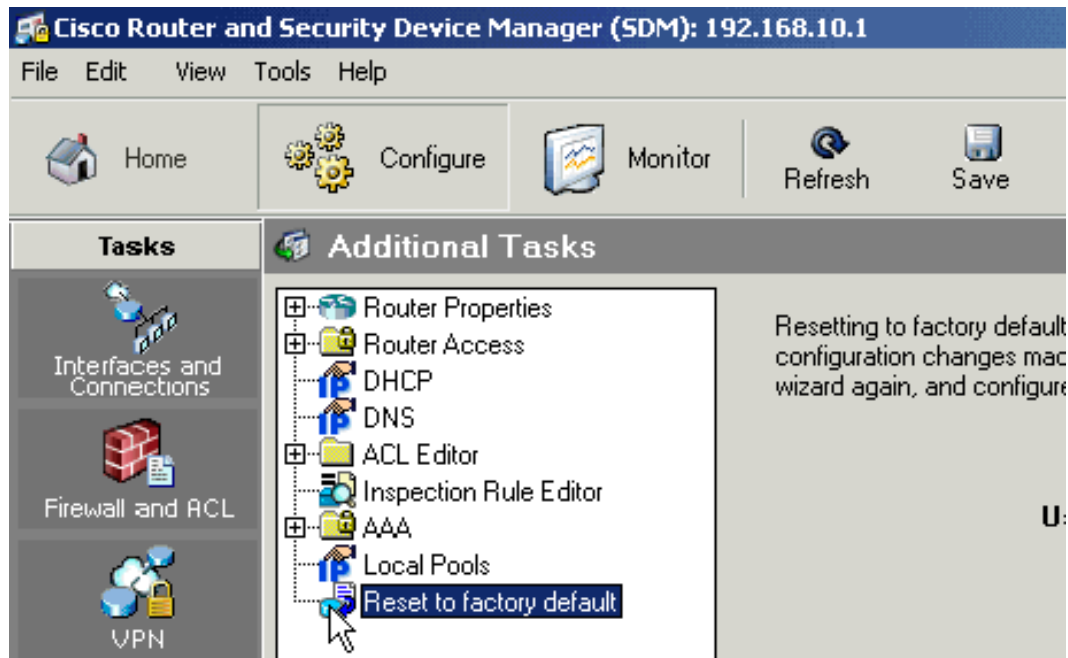 Cisco Router and Security Device Manager (SDM): 192.168.10.1
File Edit View Tools Help
Home Configure Monitor Refresh Save
Tasks
Additional Tasks
Interfaces and
Connections
Firewall and ACL
VPN
Router Properties
Router Access
DHCP
DNS
ACL Editor
Inspection Rule Editor
AAA
Local Pools
Reset to factory default
Resetting to factory default
configuration changes
wizard again, and configure